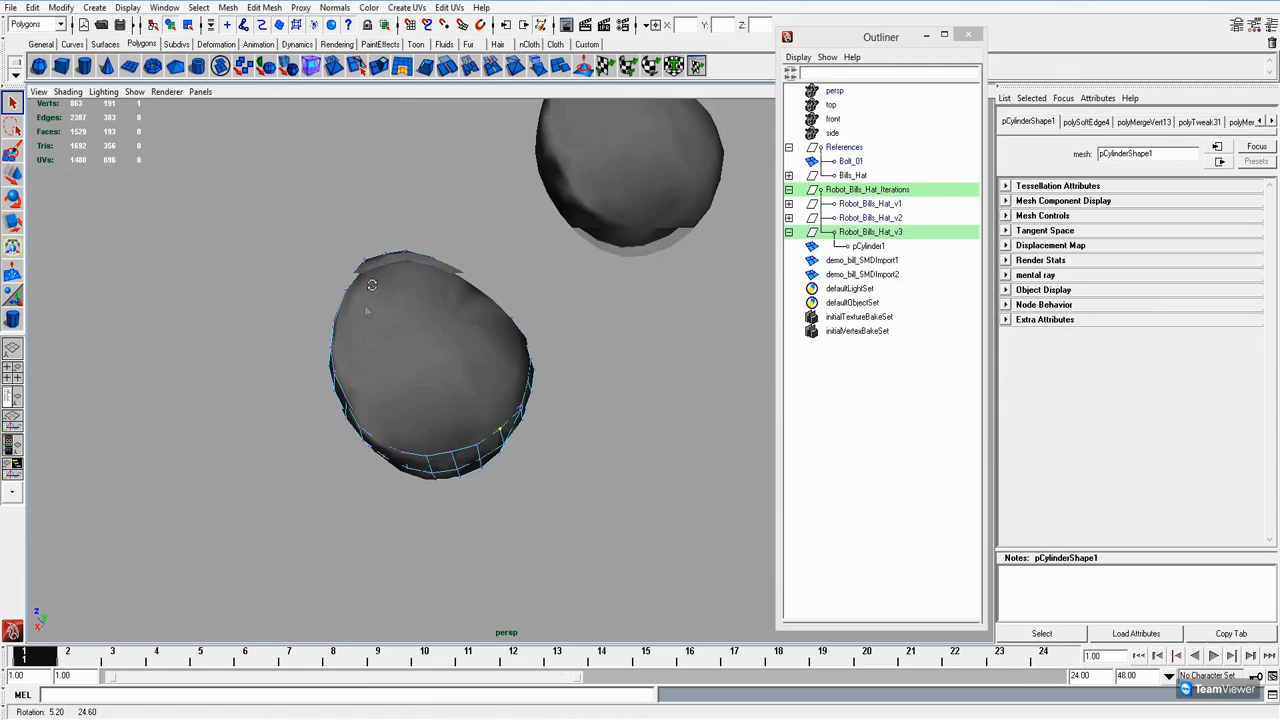 File Edit Modify Create Display Window Select Mesh Edit Mesh Proxy Normals Color Create UVs Edit UVs Help
Polygons X: Y: Z:
General Curves Surfaces Polygons Subdivs Deformation Animation Dynamics Rendering PaintEffects Toon Fluids Fur Hair nCloth Cloth Custom
View Shading Lighting Show Renderer Panels
Verts: 863 191 1
Edges: 2387 383 0
Faces: 1529 193 0
Tris: 1692 356 0
UVs: 1480 696 0
persp
Outliner
Display Show Help
persp
top
front
side
References
Bolt_01
Bills_Hat
Robot_Bills_Hat_Iterations
Robot_Bills_Hat_v1
Robot_Bills_Hat_v2
Robot_Bills_Hat_v3
pCylinder1
demo_bill_SMDImport1
demo_bill_SMDImport2
defaultLightSet
defaultObjectSet
initialTextureBakeSet
initialVertexBakeSet
List Selected Focus Attributes Help
pCylinderShape1 polySoftEdge4 polyMergeVert13 polyTweak31 polyMer
mesh: pCylinderShape1
Focus
Presets
Tessellation Attributes
Mesh Component Display
Mesh Controls
Tangent Space
Displacement Map
Render Stats
mental ray
Object Display
Node Behavior
Extra Attributes
Notes: pCylinderShape1
Select Load Attributes Copy Tab
1 2 3 4 5 6 7 8 9 10 11 12 13 14 15 16 17 18 19 20 21 22 23 24
1 1.00
1.00 1.00 24.00 48.00 No Character Set
MEL
TeamViewer
Rotation: 5.20 24.60